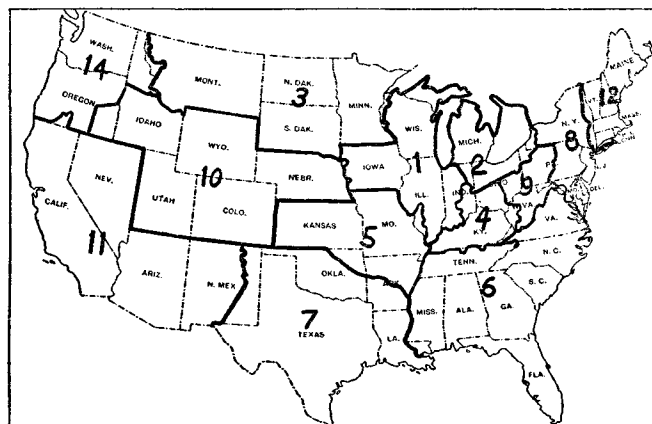 WASH.
14
MONT.
N. DAK.
3
MINN.
MAINE
VT.
12
OREGON
IDAHO
S. DAK.
WIS.
MICH.
N.Y.
8
WYO.
10
IOWA
1
2
NEBR.
9
NEV.
UTAH
COLO.
ILL.
IND.
4
VA.
CALIF.
KANSAS
5
MO.
KY.
11
ARIZ.
N. MEX
OKLA.
ARK.
TENN.
N. C.
6
S. C.
7
TEXAS
LA.
MISS.
ALA.
GA.
FLA.